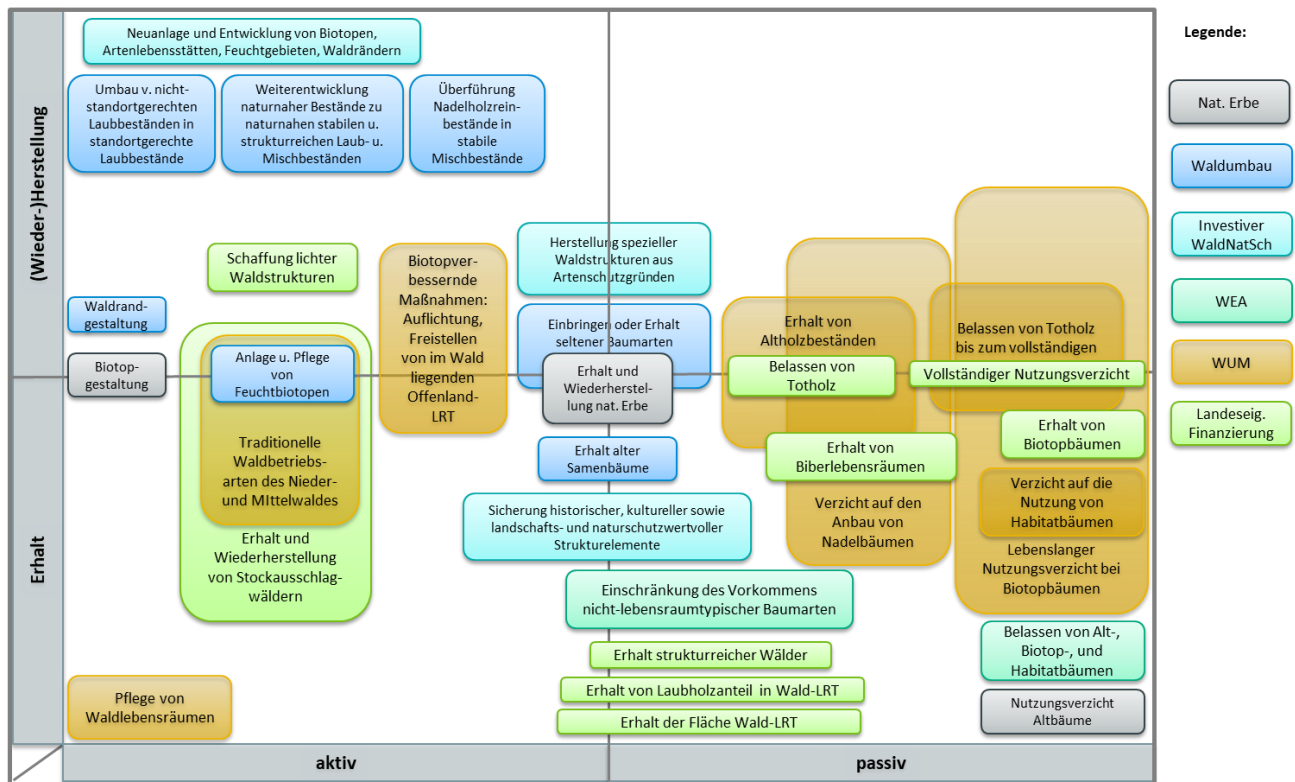 Neuanlage und Entwicklung von Biotopen,
Artenlebensstätten, Feuchtgebieten, Waldrändern
Legende:
Umbau v. nicht-
standortgerechten
Laubbeständen in
standortgerechte
Laubbestände
Weiterentwicklung
naturnaher Bestände zu
naturnahen stabilen u.
strukturreichen Laub- u.
Mischbeständen
Überführung
Nadelholzrein-
bestände in
stabile
Mischbestände
Nat. Erbe
Waldumbau
Investiver
WaldNatSch
WEA
WUM
Landeseig.
Finanzierung
(Wieder-)Herstellung
Schaffung lichter
Waldstrukturen
Biotopver-
bessernde
Maßnahmen:
Auflichtung,
Freistellen
von im Wald
liegenden
Offenland-
LRT
Herstellung spezieller
Waldstrukturen aus
Artenschutzgründen
Waldrand-
gestaltung
Einbringen oder Erhalt
seltener Baumarten
Erhalt von
Altholzbeständen
Belassen von Totholz
bis zum vollständigen
Biotop-
gestaltung
Anlage u. Pflege
von
Feuchtbiotopen
Erhalt und
Wiederherstel-
lung nat. Erbe
Belassen von
Totholz
Vollständiger Nutzungsverzicht
Traditionelle
Waldbetriebs-
arten des Nieder-
und MIttelwaldes
Erhalt alter
Samenbäume
Erhalt von
Biberlebensräumen
Erhalt von
Biotopbäumen
Erhalt
Erhalt und
Wiederherstellung
von Stockausschlag-
wäldern
Sicherung historischer, kultureller sowie
landschafts- und naturschutzwertvoller
Strukturelemente
Verzicht auf den
Anbau von
Nadelbäumen
Verzicht auf die
Nutzung von
Habitatbäumen
Lebenslanger
Nutzungsverzicht bei
Biotopbäumen
Einschränkung des Vorkommens
nicht-lebensraumtypischer Baumarten
Belassen von Alt-,
Biotop-, und
Habitatbäumen
Erhalt strukturreicher Wälder
Pflege von
Waldlebensräumen
Erhalt von Laubholzanteil in Wald-LRT
Nutzungsverzicht
Altbäume
Erhalt der Fläche Wald-LRT
aktiv
passiv